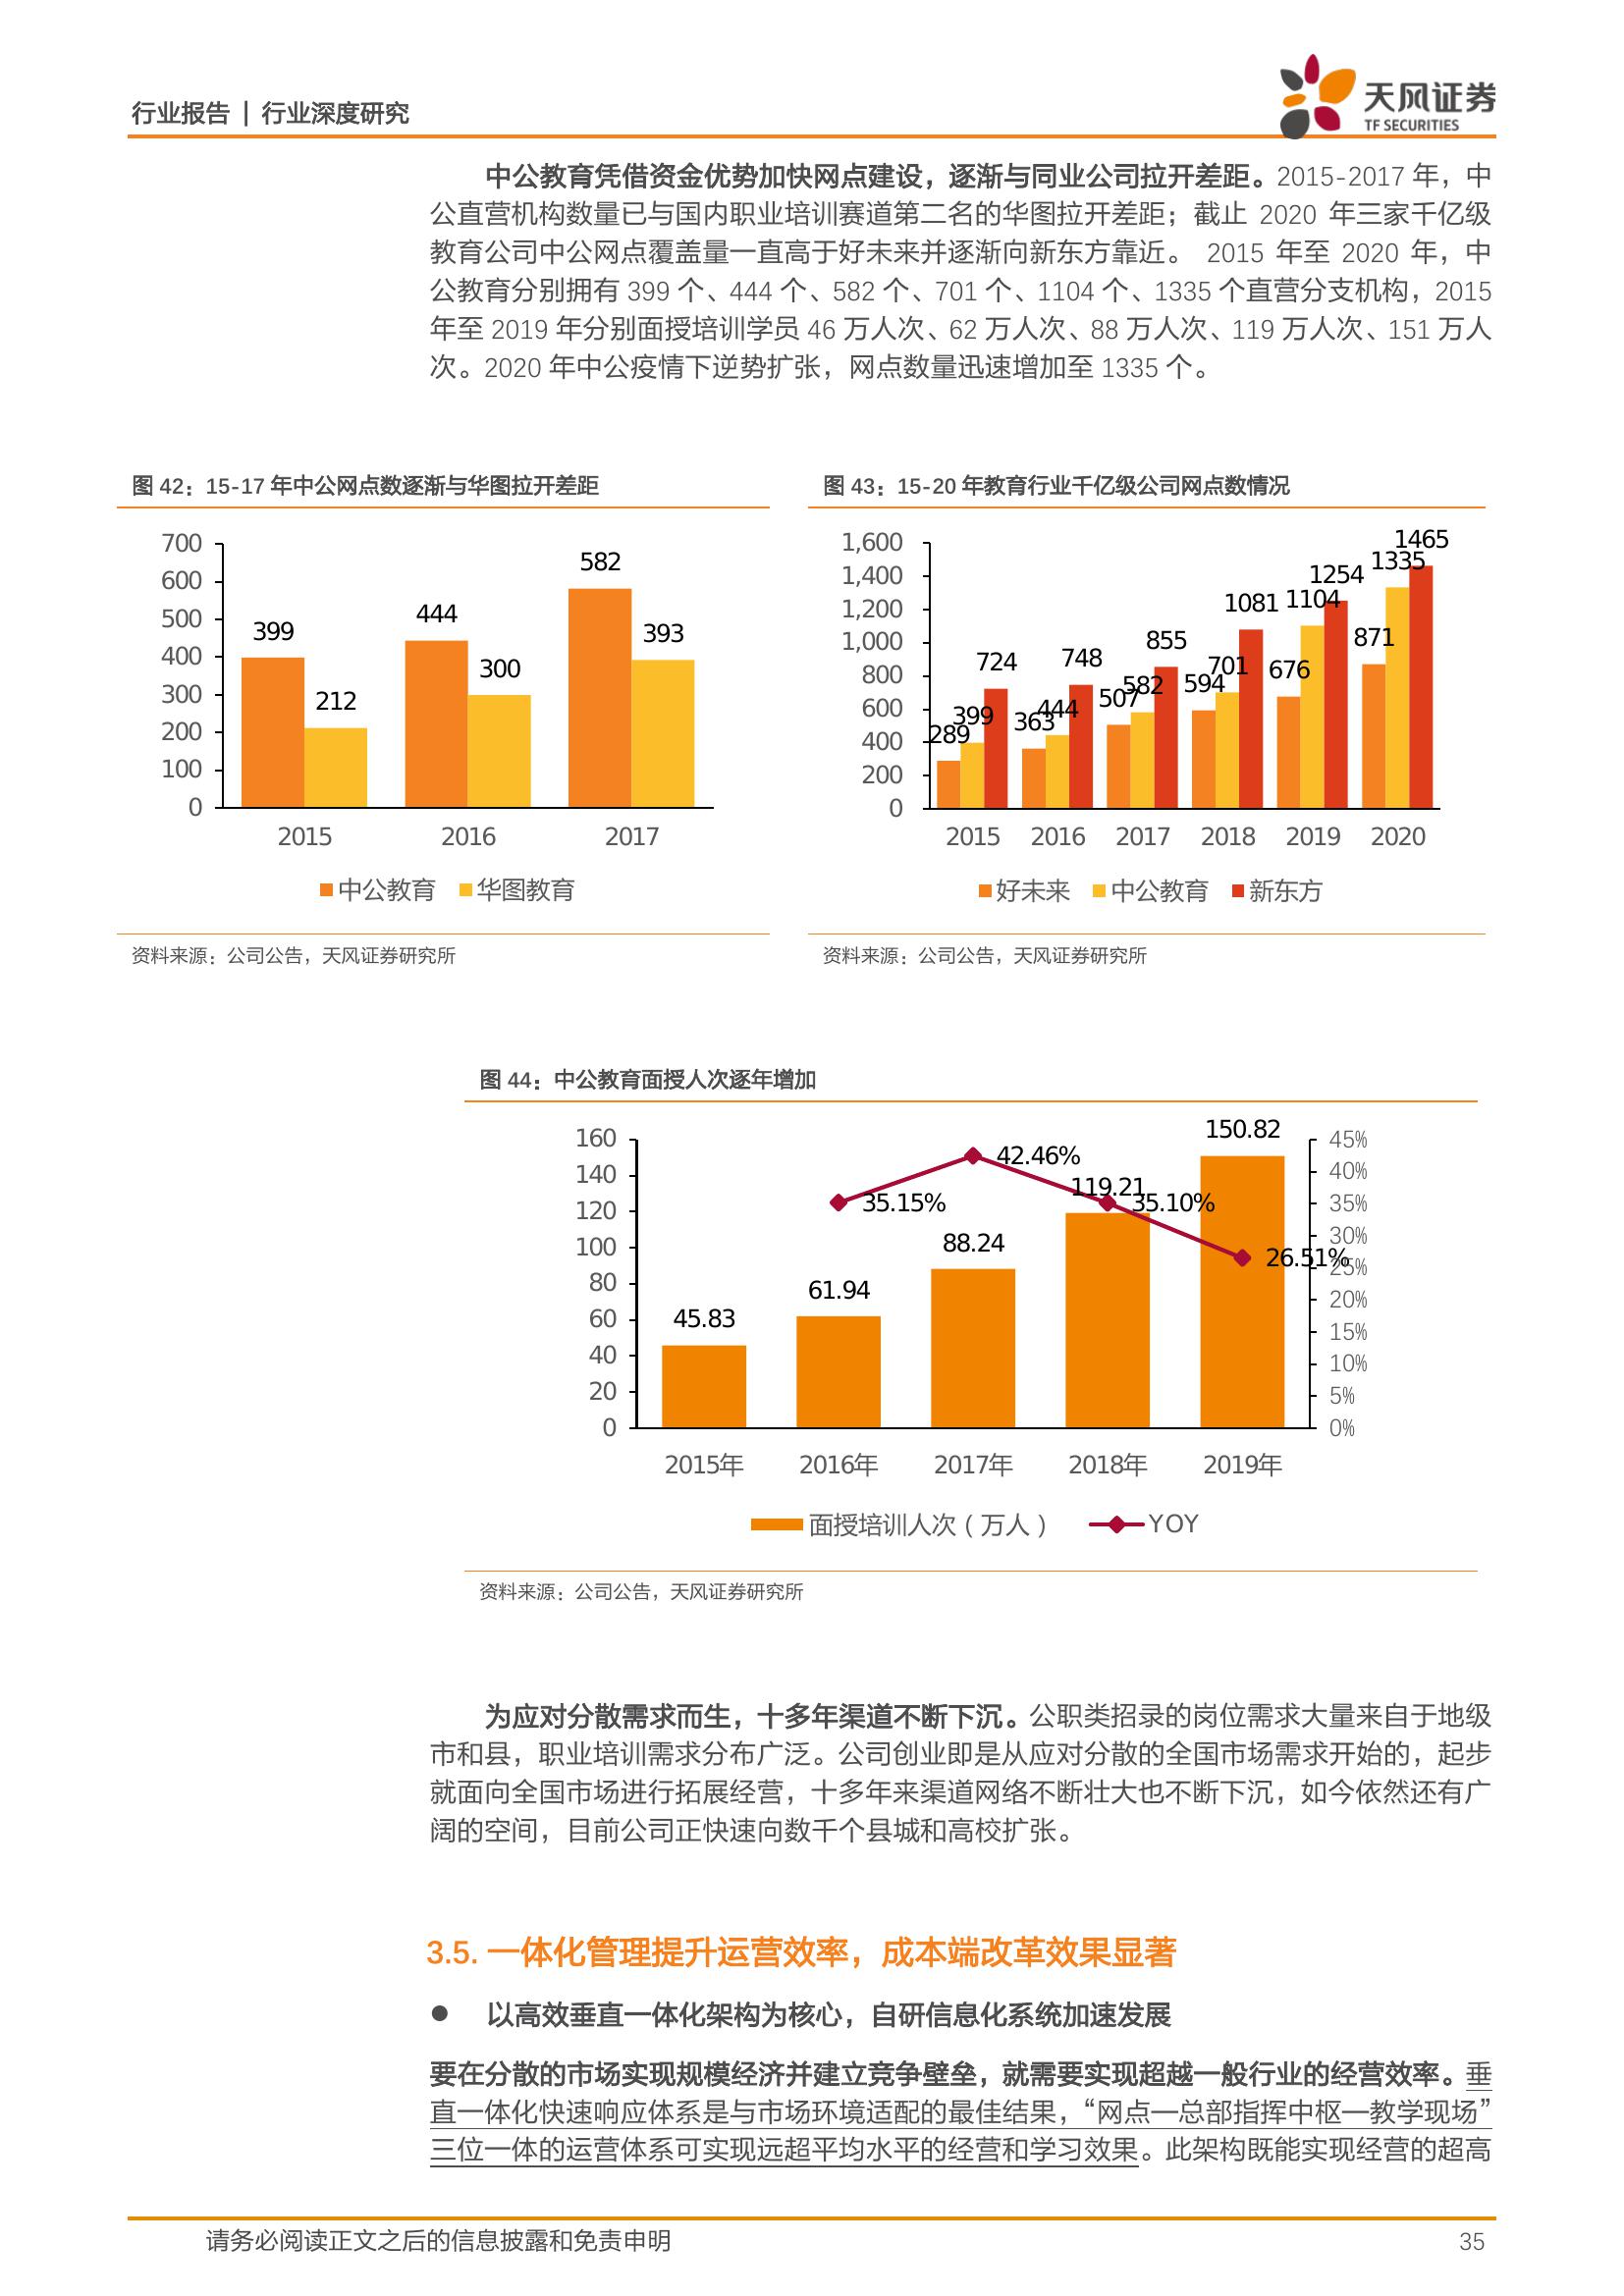 行业报告 | 行业深度研究
天风证券
TF SECURITIES
中公教育凭借资金优势加快网点建设，逐渐与同业公司拉开差距。2015-2017 年，中
公直营机构数量已与国内职业培训赛道第二名的华图拉开差距；截止 2020 年三家千亿级
教育公司中公网点覆盖量一直高于好未来并逐渐向新东方靠近。 2015 年至 2020 年，中
公教育分别拥有 399 个、444 个、582 个、701 个、1104 个、1335 个直营分支机构，2015
年至 2019 年分别面授培训学员 46 万人次、62 万人次、88 万人次、119 万人次、151 万人
次。2020 年中公疫情下逆势扩张，网点数量迅速增加至 1335 个。
图 42：15-17 年中公网点数逐渐与华图拉开差距
700
600
500
400
300
200
100
0
399
212
444
300
582
393
2015 2016 2017
中公教育 华图教育
资料来源：公司公告，天风证券研究所
图 43：15-20 年教育行业千亿级公司网点数情况
1,600
1,400
1,200
1,000
800
600
400
200
0
289
399
724
363
444
748
507
582
855
594
701
1081
676
1104
1254
871
1335
1465
2015 2016 2017 2018 2019 2020
好未来 中公教育 新东方
资料来源：公司公告，天风证券研究所
图 44：中公教育面授人次逐年增加
160
140
120
100
80
60
40
20
0
45.83
61.94
88.24
119.21
150.82
35.15%
42.46%
35.10%
26.51%
45%
40%
35%
30%
25%
20%
15%
10%
5%
0%
2015年 2016年 2017年 2018年 2019年
面授培训人次（万人） YOY
资料来源：公司公告，天风证券研究所
为应对分散需求而生，十多年渠道不断下沉。公职类招录的岗位需求大量来自于地级
市和县，职业培训需求分布广泛。公司创业即是从应对分散的全国市场需求开始的，起步
就面向全国市场进行拓展经营，十多年来渠道网络不断壮大也不断下沉，如今依然还有广
阔的空间，目前公司正快速向数千个县城和高校扩张。
3.5. 一体化管理提升运营效率，成本端改革效果显著
● 以高效垂直一体化架构为核心，自研信息化系统加速发展
要在分散的市场实现规模经济并建立竞争壁垒，就需要实现超越一般行业的经营效率。垂
直一体化快速响应体系是与市场环境适配的最佳结果，“网点—总部指挥中枢—教学现场”
三位一体的运营体系可实现远超平均水平的经营和学习效果。此架构既能实现经营的超高
请务必阅读正文之后的信息披露和免责申明
35